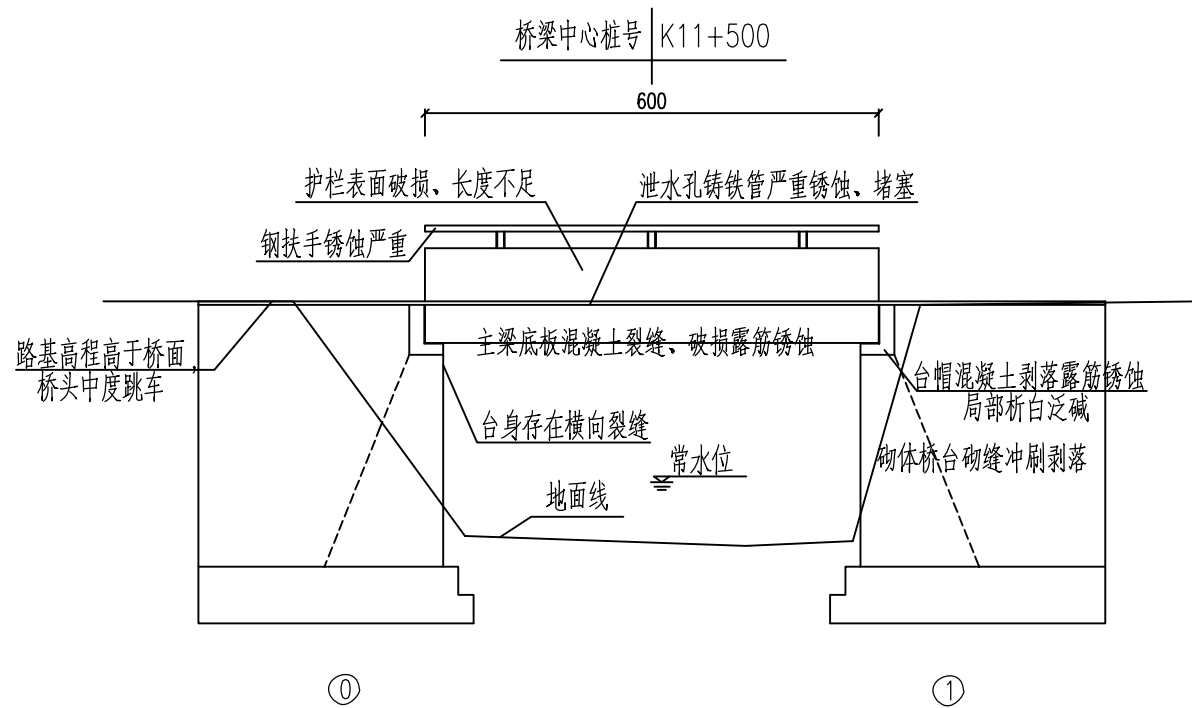 桥梁中心桩号 K11+500
600
护栏表面破损、长度不足
泄水孔铸铁管严重锈蚀、堵塞
钢扶手锈蚀严重
主梁底板混凝土裂缝、破损露筋锈蚀
路基高程高于桥面,
桥头中度跳车
台帽混凝土剥落露筋锈蚀
局部析白泛碱
台身存在横向裂缝
砌体桥台砌缝冲刷剥落
常水位
地面线
0
1